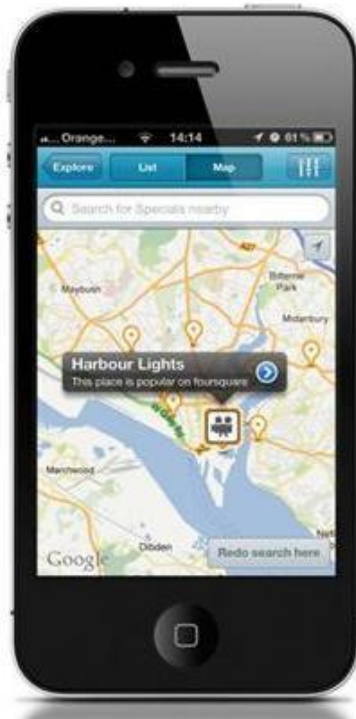 Orange... 14:14 61%
Explore List Map
Search for Specials nearby
A27
Bitterne
Park
Maybush
Midanbury
Harbour Lights
This place is popular on foursquare
Marchwood
Dibden
Google
Redo search here